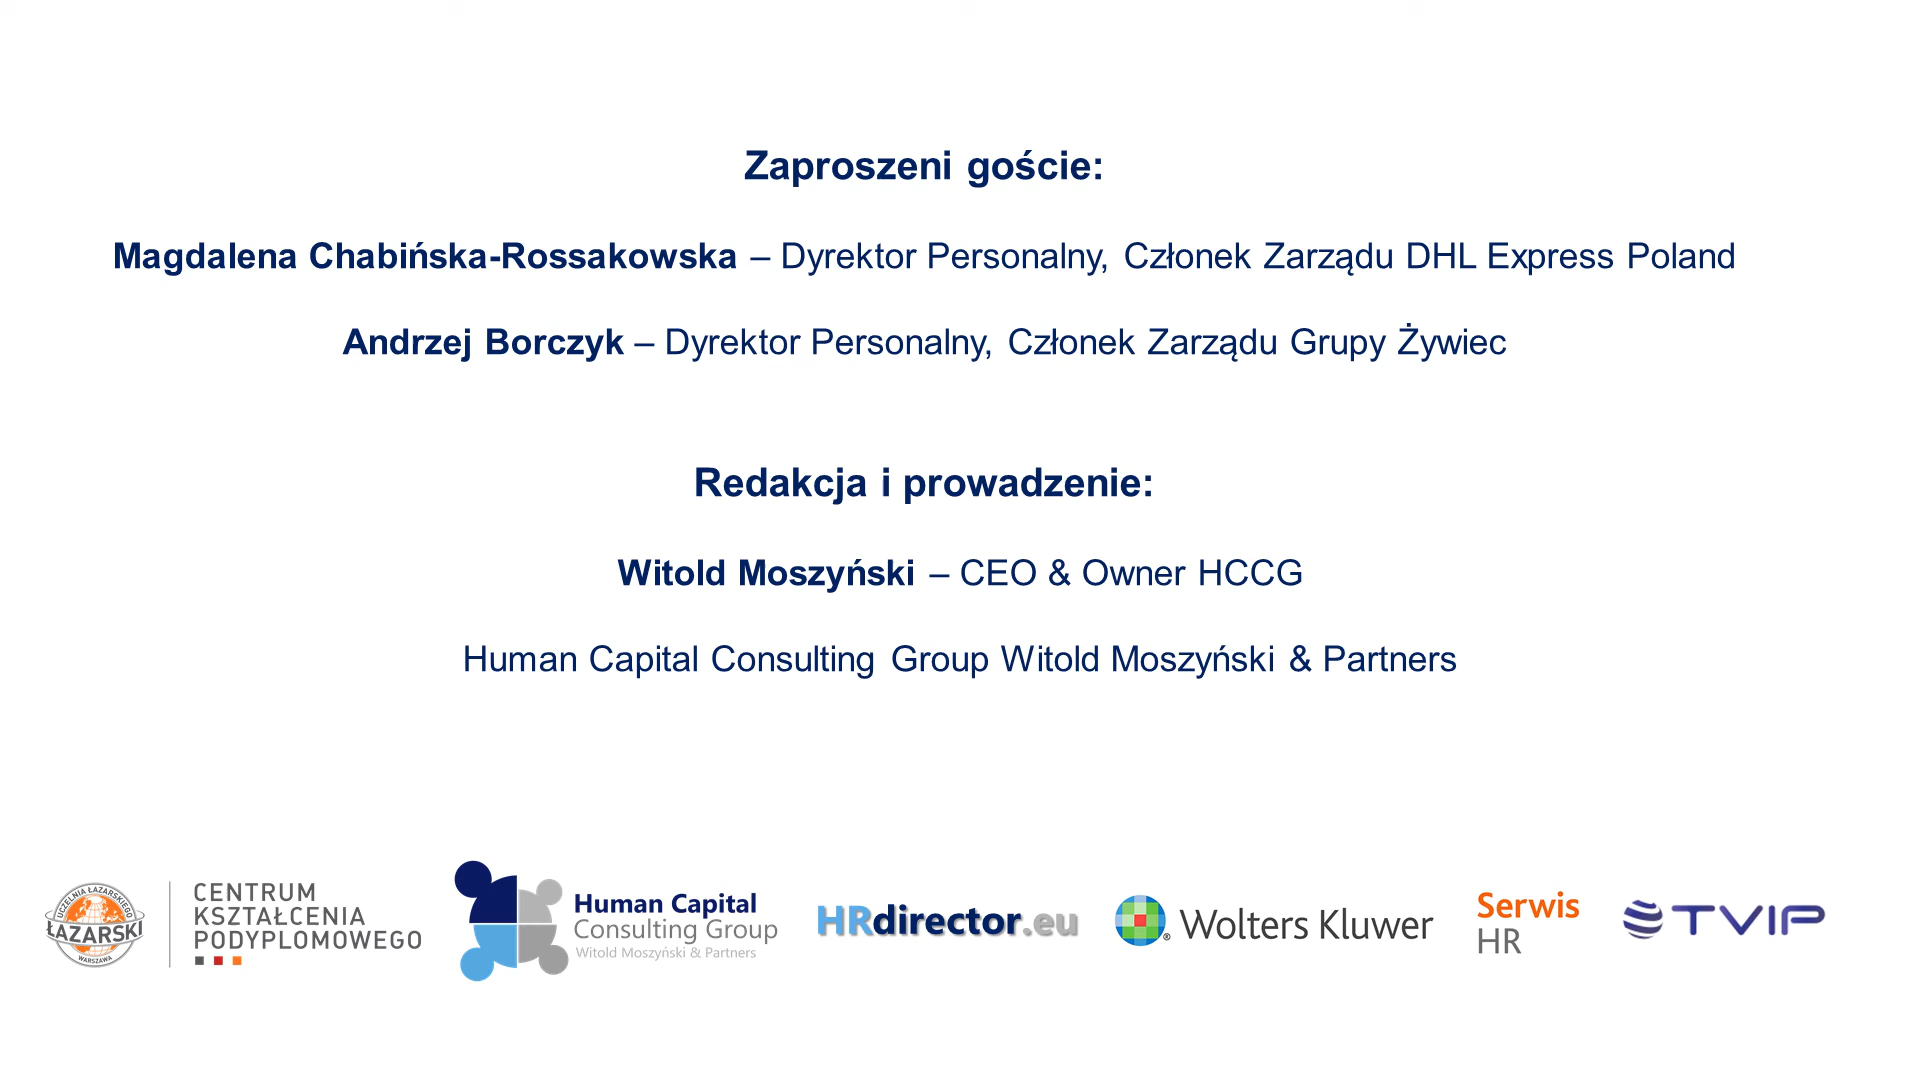 Zaproszeni goście:
Magdalena Chabińska-Rossakowska – Dyrektor Personalny, Członek Zarządu DHL Express Poland
Andrzej Borczyk – Dyrektor Personalny, Członek Zarządu Grupy Żywiec
Redakcja i prowadzenie:
Witold Moszyński – CEO & Owner HCCG
Human Capital Consulting Group Witold Moszyński & Partners
UCZELNIA ŁAZARSKIEGO
ŁAZARSKI
WARSZAWA
CENTRUM
KSZTAŁCENIA
PODYPLOMOWEGO
Human Capital
Consulting Group
Witold Moszyński & Partners
HRdirector.eu
® Wolters Kluwer
Serwis
HR
TVIP